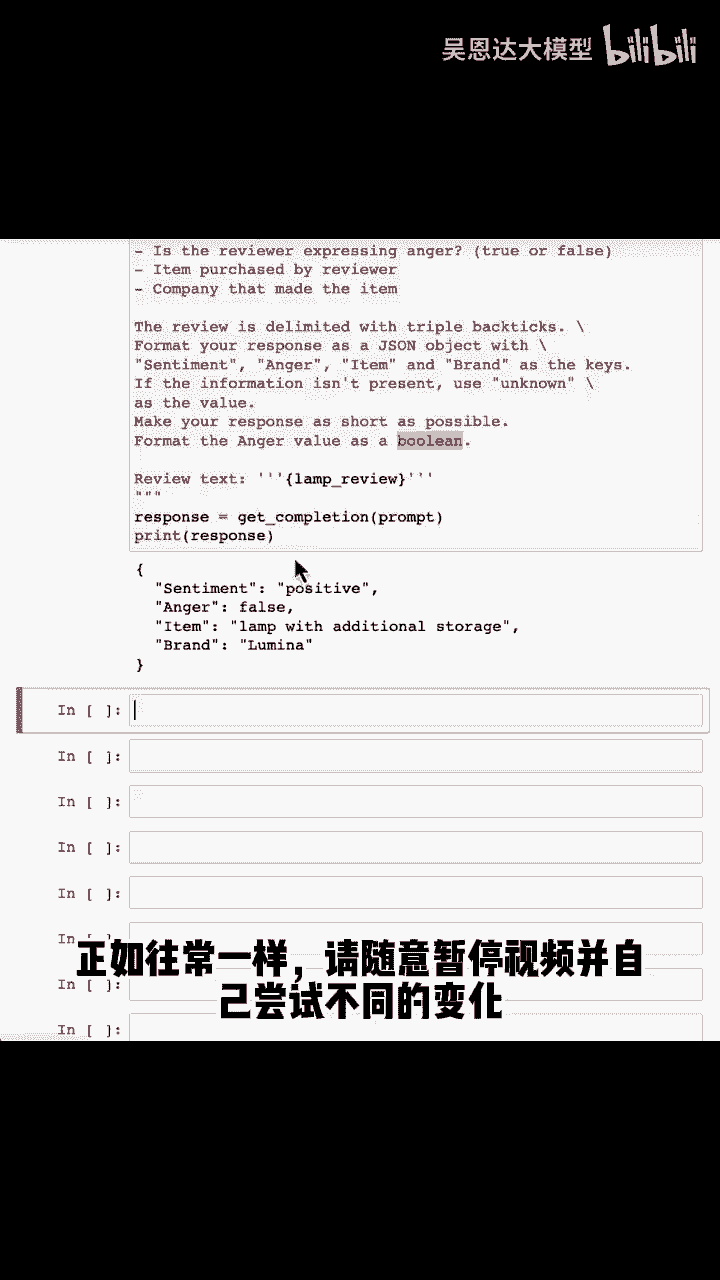 吴恩达大模型 bilibili
- Is the reviewer expressing anger? (true or false)
- Item purchased by reviewer
- Company that made the item
The review is delimited with triple backticks. \
Format your response as a JSON object with \
"Sentiment", "Anger", "Item" and "Brand" as the keys.
If the information isn't present, use "unknown" \
as the value.
Make your response as short as possible.
Format the Anger value as a boolean.
Review text: '''{lamp_review}'''
"""
response = get_completion(prompt)
print(response)
{
"Sentiment": "positive",
"Anger": false,
"Item": "lamp with additional storage",
"Brand": "Lumina"
}
In [ ]:
In [ ]:
In [ ]:
In [ ]:
In [ ]:
In [ ]:
正如往常一样，请随意暂停视频并自
In [ ]:
己尝试不同的变化
In [ ]: